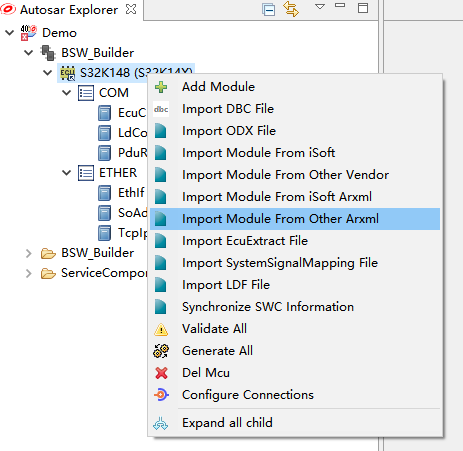 Autosar Explorer
Demo
BSW_Builder
S32K148 (S32K14X)
COM
EcuC
LdCo
PduR
ETHER
EthIf
SoAd
TcpIp
BSW_Builder
ServiceCompo
Add Module
dbc Import DBC File
Import ODX File
Import Module From iSoft
Import Module From Other Vendor
Import Module From iSoft Arxml
Import Module From Other Arxml
Import EcuExtract File
Import SystemSignalMapping File
Import LDF File
Synchronize SWC Information
Validate All
Generate All
Del Mcu
Configure Connections
Expand all child